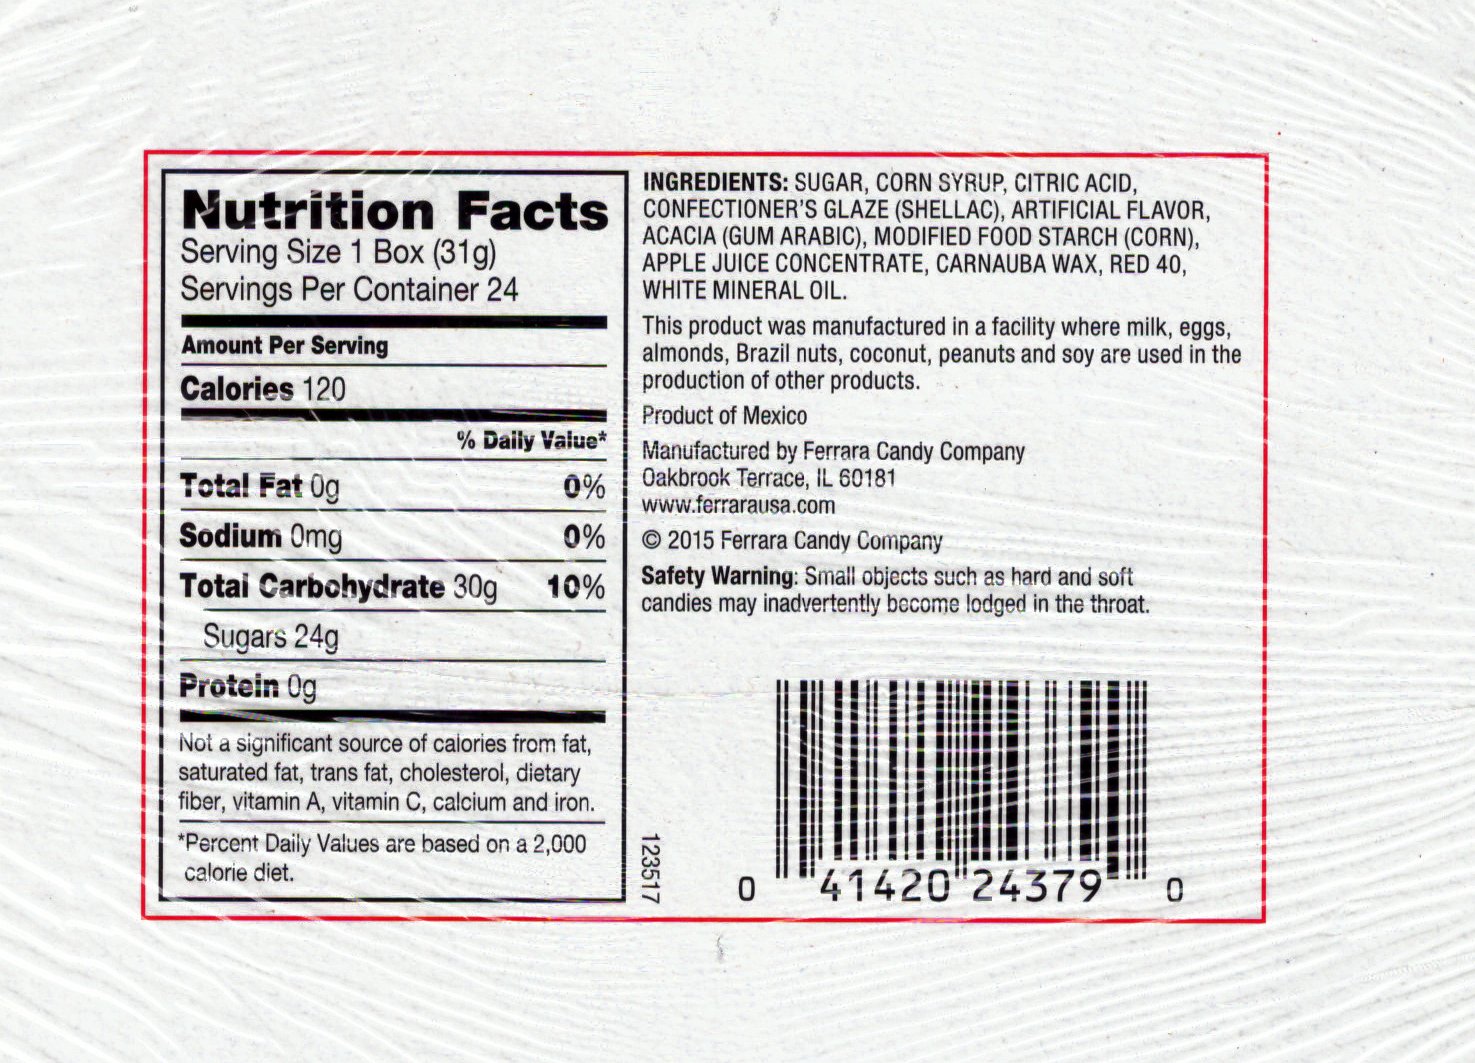 Nutrition Facts
Serving Size 1 Box (31g)
Servings Per Container 24
Amount Per Serving
Calories 120
% Daily Value*
Total Fat 0g 0%
Sodium 0mg 0%
Total Carbohydrate 30g 10%
Sugars 24g
Protein 0g
Not a significant source of calories from fat,
saturated fat, trans fat, cholesterol, dietary
fiber, vitamin A, vitamin C, calcium and iron.
*Percent Daily Values are based on a 2,000
calorie diet.
INGREDIENTS: SUGAR, CORN SYRUP, CITRIC ACID,
CONFECTIONER'S GLAZE (SHELLAC), ARTIFICIAL FLAVOR,
ACACIA (GUM ARABIC), MODIFIED FOOD STARCH (CORN),
APPLE JUICE CONCENTRATE, CARNAUBA WAX, RED 40,
WHITE MINERAL OIL.
This product was manufactured in a facility where milk, eggs,
almonds, Brazil nuts, coconut, peanuts and soy are used in the
production of other products.
Product of Mexico
Manufactured by Ferrara Candy Company
Oakbrook Terrace, IL 60181
www.ferrarausa.com
© 2015 Ferrara Candy Company
Safety Warning: Small objects such as hard and soft
candies may inadvertently become lodged in the throat.
123517
0 41420 24379 0